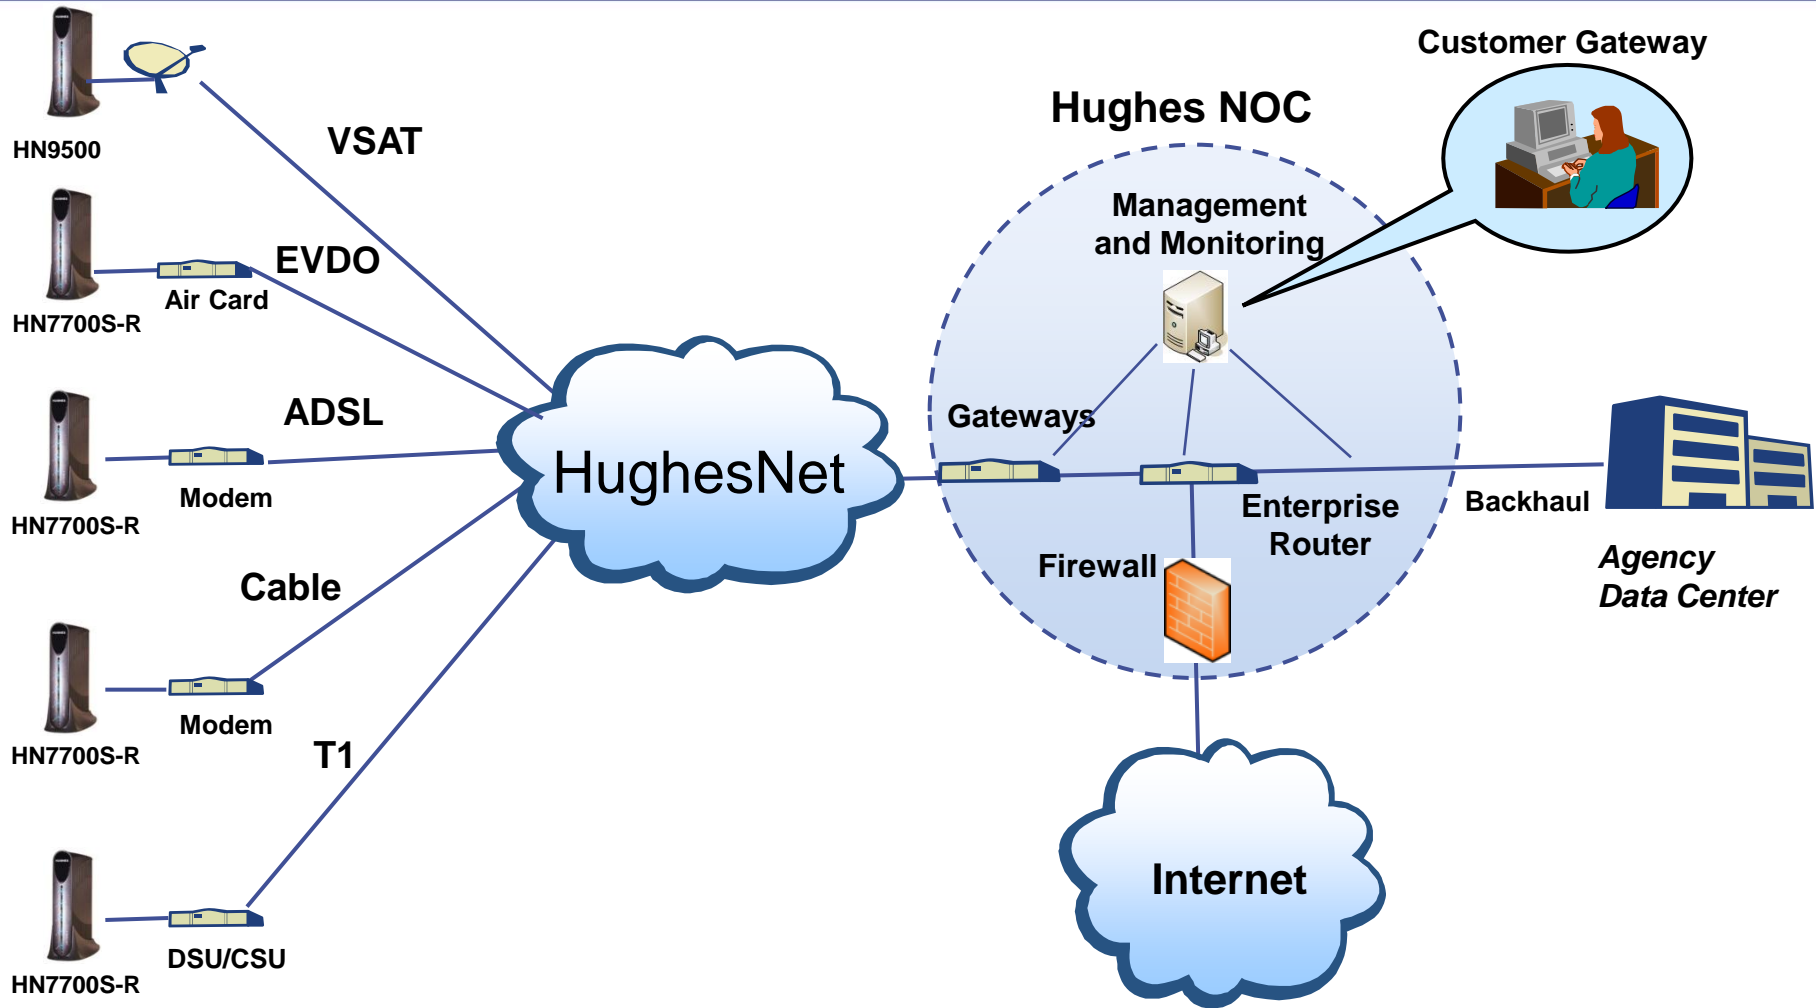 Customer Gateway
Hughes NOC
Management
and Monitoring
HN9500
VSAT
HN7700S-R
EVDO
Air Card
HN7700S-R
ADSL
Modem
HN7700S-R
Cable
Modem
HN7700S-R
T1
DSU/CSU
HughesNet
Gateways
Enterprise
Router
Firewall
Backhaul
Agency
Data Center
Internet